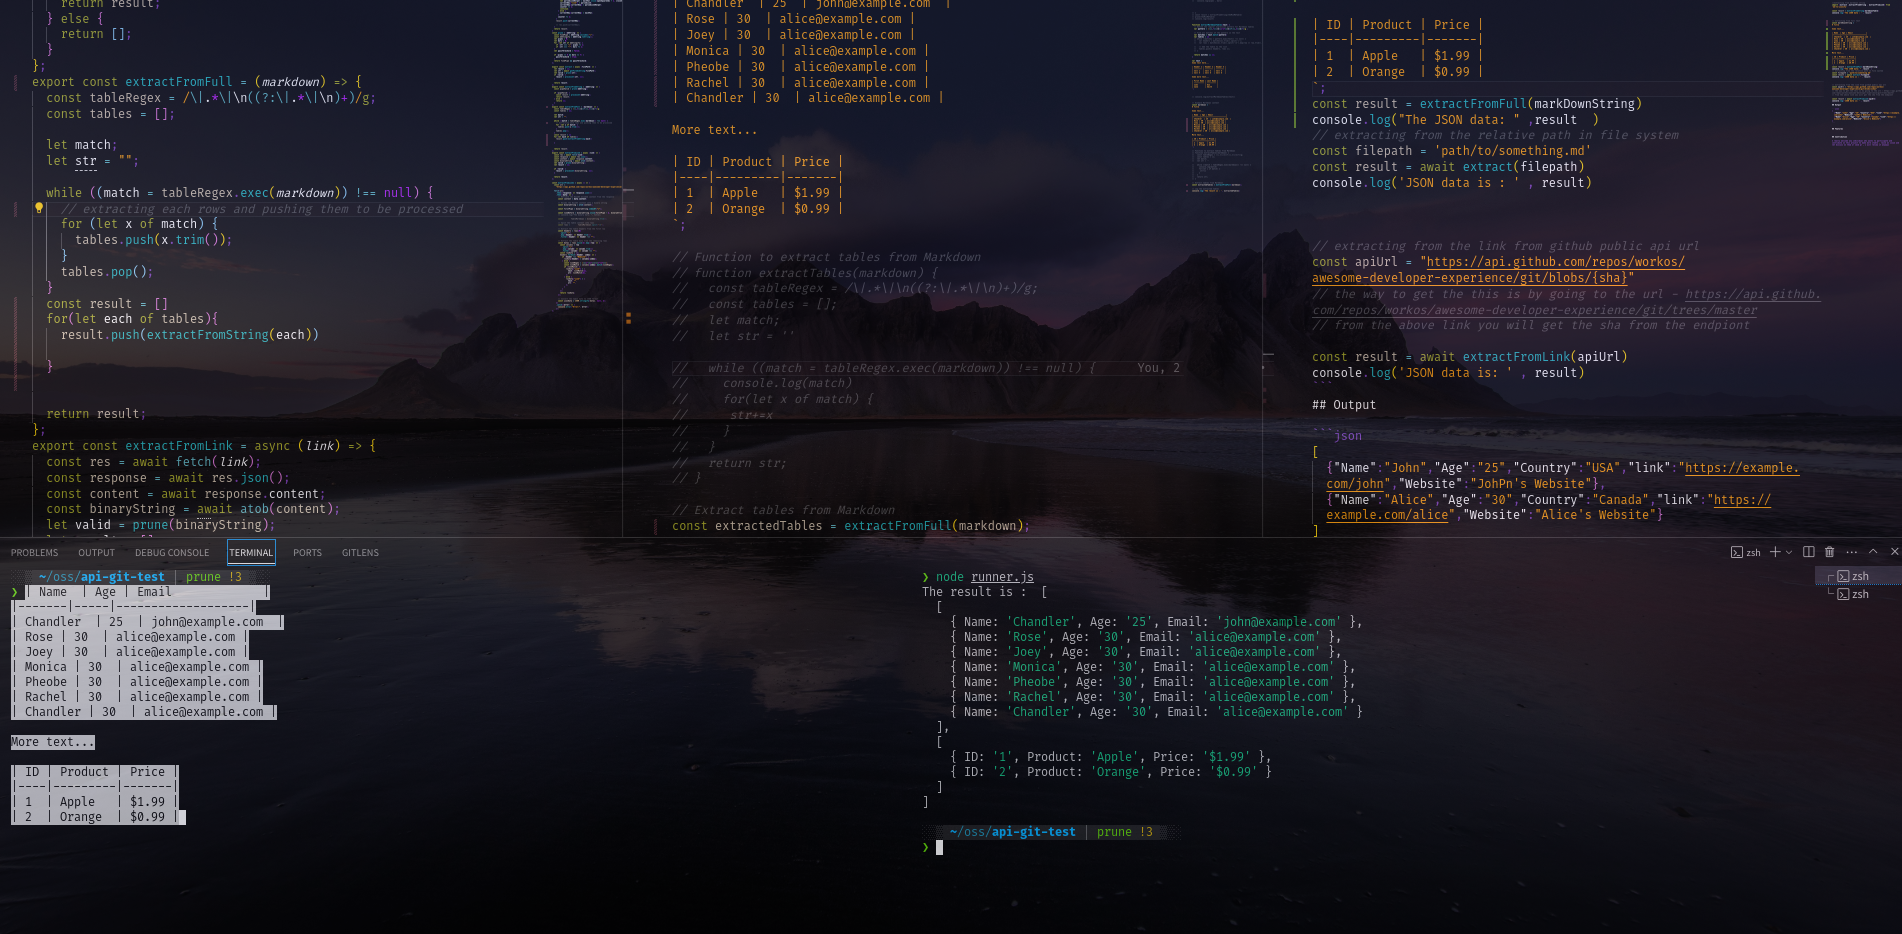 return result;
} else {
return [];
}
};
export const extractFromFull = (markdown) => {
const tableRegex = /\|.*\|\n((?:\|.*\|\n)+)/g;
const tables = [];
let match;
let str = "";
while ((match = tableRegex.exec(markdown)) !== null) {
// extracting each rows and pushing them to be processed
for (let x of match) {
tables.push(x.trim());
}
tables.pop();
}
const result = []
for(let each of tables){
result.push(extractFromString(each))
}
return result;
};
export const extractFromLink = async (link) => {
const res = await fetch(link);
const response = await res.json();
const content = await response.content;
const binaryString = await atob(content);
let valid = prune(binaryString);
| Chandler | 25 | john@example.com |
| Rose | 30 | alice@example.com |
| Joey | 30 | alice@example.com |
| Monica | 30 | alice@example.com |
| Pheobe | 30 | alice@example.com |
| Rachel | 30 | alice@example.com |
| Chandler | 30 | alice@example.com |
More text...
| ID | Product | Price |
|----|---------|-------|
| 1 | Apple | $1.99 |
| 2 | Orange | $0.99 |
`;
// Function to extract tables from Markdown
// function extractTables(markdown) {
// const tableRegex = /\|.*\|\n((?:\|.*\|\n)+)/g;
// const tables = [];
// let match;
// let str = ''
// while ((match = tableRegex.exec(markdown)) !== null) { You, 2
// console.log(match)
// for(let x of match) {
// str+=x
// }
// }
// return str;
// }
// Extract tables from Markdown
const extractedTables = extractFromFull(markdown);
| ID | Product | Price |
|----|---------|-------|
| 1 | Apple | $1.99 |
| 2 | Orange | $0.99 |
`;
const result = extractFromFull(markDownString)
console.log("The JSON data: " ,result )
// extracting from the relative path in file system
const filepath = 'path/to/something.md'
const result = await extract(filepath)
console.log('JSON data is : ' , result)
// extracting from the link from github public api url
const apiUrl = "https://api.github.com/repos/workos/
awesome-developer-experience/git/blobs/{sha}"
// the way to get the this is by going to the url - https://api.github.
com/repos/workos/awesome-developer-experience/git/trees/master
// from the above link you will get the sha from the endpiont
const result = await extractFromLink(apiUrl)
console.log('JSON data is: ' , result)
```
## Output
```json
[
{"Name":"John","Age":"25","Country":"USA","link":"https://example.
com/john","Website":"JohPn's Website"},
{"Name":"Alice","Age":"30","Country":"Canada","link":"https://
example.com/alice","Website":"Alice's Website"}
]
PROBLEMS OUTPUT DEBUG CONSOLE TERMINAL PORTS GITLENS
zsh
~/oss/api-git-test | prune !3
❯ | Name | Age | Email |
|-------|-----|-------------------|
| Chandler | 25 | john@example.com |
| Rose | 30 | alice@example.com |
| Joey | 30 | alice@example.com |
| Monica | 30 | alice@example.com |
| Pheobe | 30 | alice@example.com |
| Rachel | 30 | alice@example.com |
| Chandler | 30 | alice@example.com |
More text...
| ID | Product | Price |
|----|---------|-------|
| 1 | Apple | $1.99 |
| 2 | Orange | $0.99 |
❯ node runner.js
The result is : [
[
{ Name: 'Chandler', Age: '25', Email: 'john@example.com' },
{ Name: 'Rose', Age: '30', Email: 'alice@example.com' },
{ Name: 'Joey', Age: '30', Email: 'alice@example.com' },
{ Name: 'Monica', Age: '30', Email: 'alice@example.com' },
{ Name: 'Pheobe', Age: '30', Email: 'alice@example.com' },
{ Name: 'Rachel', Age: '30', Email: 'alice@example.com' },
{ Name: 'Chandler', Age: '30', Email: 'alice@example.com' }
],
[
{ ID: '1', Product: 'Apple', Price: '$1.99' },
{ ID: '2', Product: 'Orange', Price: '$0.99' }
]
]
~/oss/api-git-test | prune !3
❯
zsh
zsh